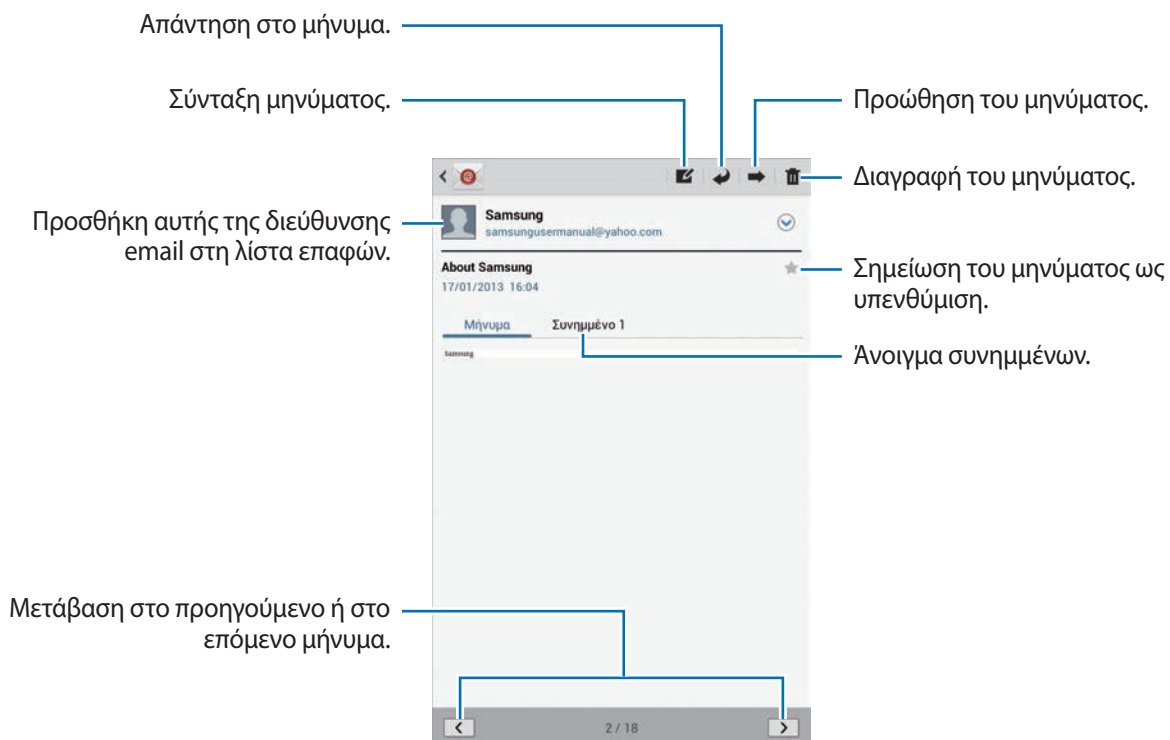 Απάντηση στο μήνυμα.
Σύνταξη μηνύματος.
Προώθηση του μηνύματος.
Διαγραφή του μηνύματος.
Προσθήκη αυτής της διεύθυνσης
email στη λίστα επαφών.
Samsung
samsungusermanual@yahoo.com
About Samsung
17/01/2013 16:04
Σημείωση του μηνύματος ως
υπενθύμιση.
Μήνυμα Συνημμένο 1
Samsung
Άνοιγμα συνημμένων.
Μετάβαση στο προηγούμενο ή στο
επόμενο μήνυμα.
2 / 18